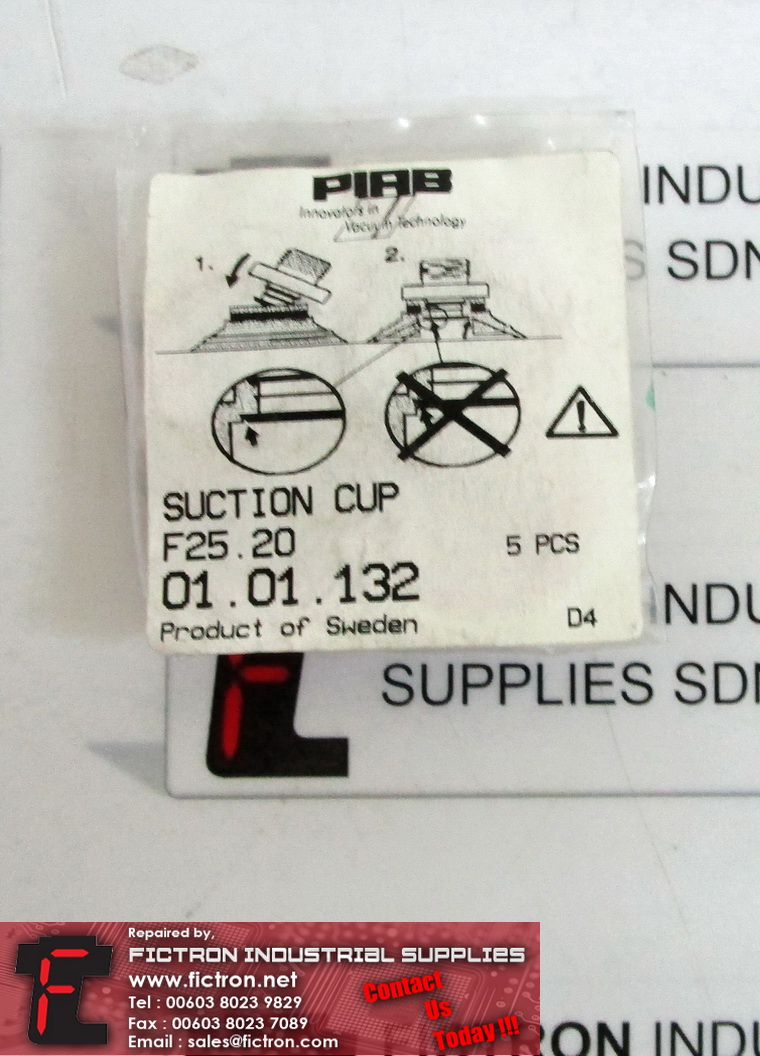 PIAB
Innovators in
Vacuum Technology
INDU
S SDN
1.
2.
SUCTION CUP
F25.20
5 PCS
01.01.132
Product of Sweden
D4
INDU
SUPPLIES SDN
Repaired by,
FICTRON INDUSTRIAL SUPPLIES
www.fictron.net
Tel : 00603 8023 9829
Fax : 00603 8023 7089
Email : sales@fictron.com
Contact
Us
Today !!!
RON INDU